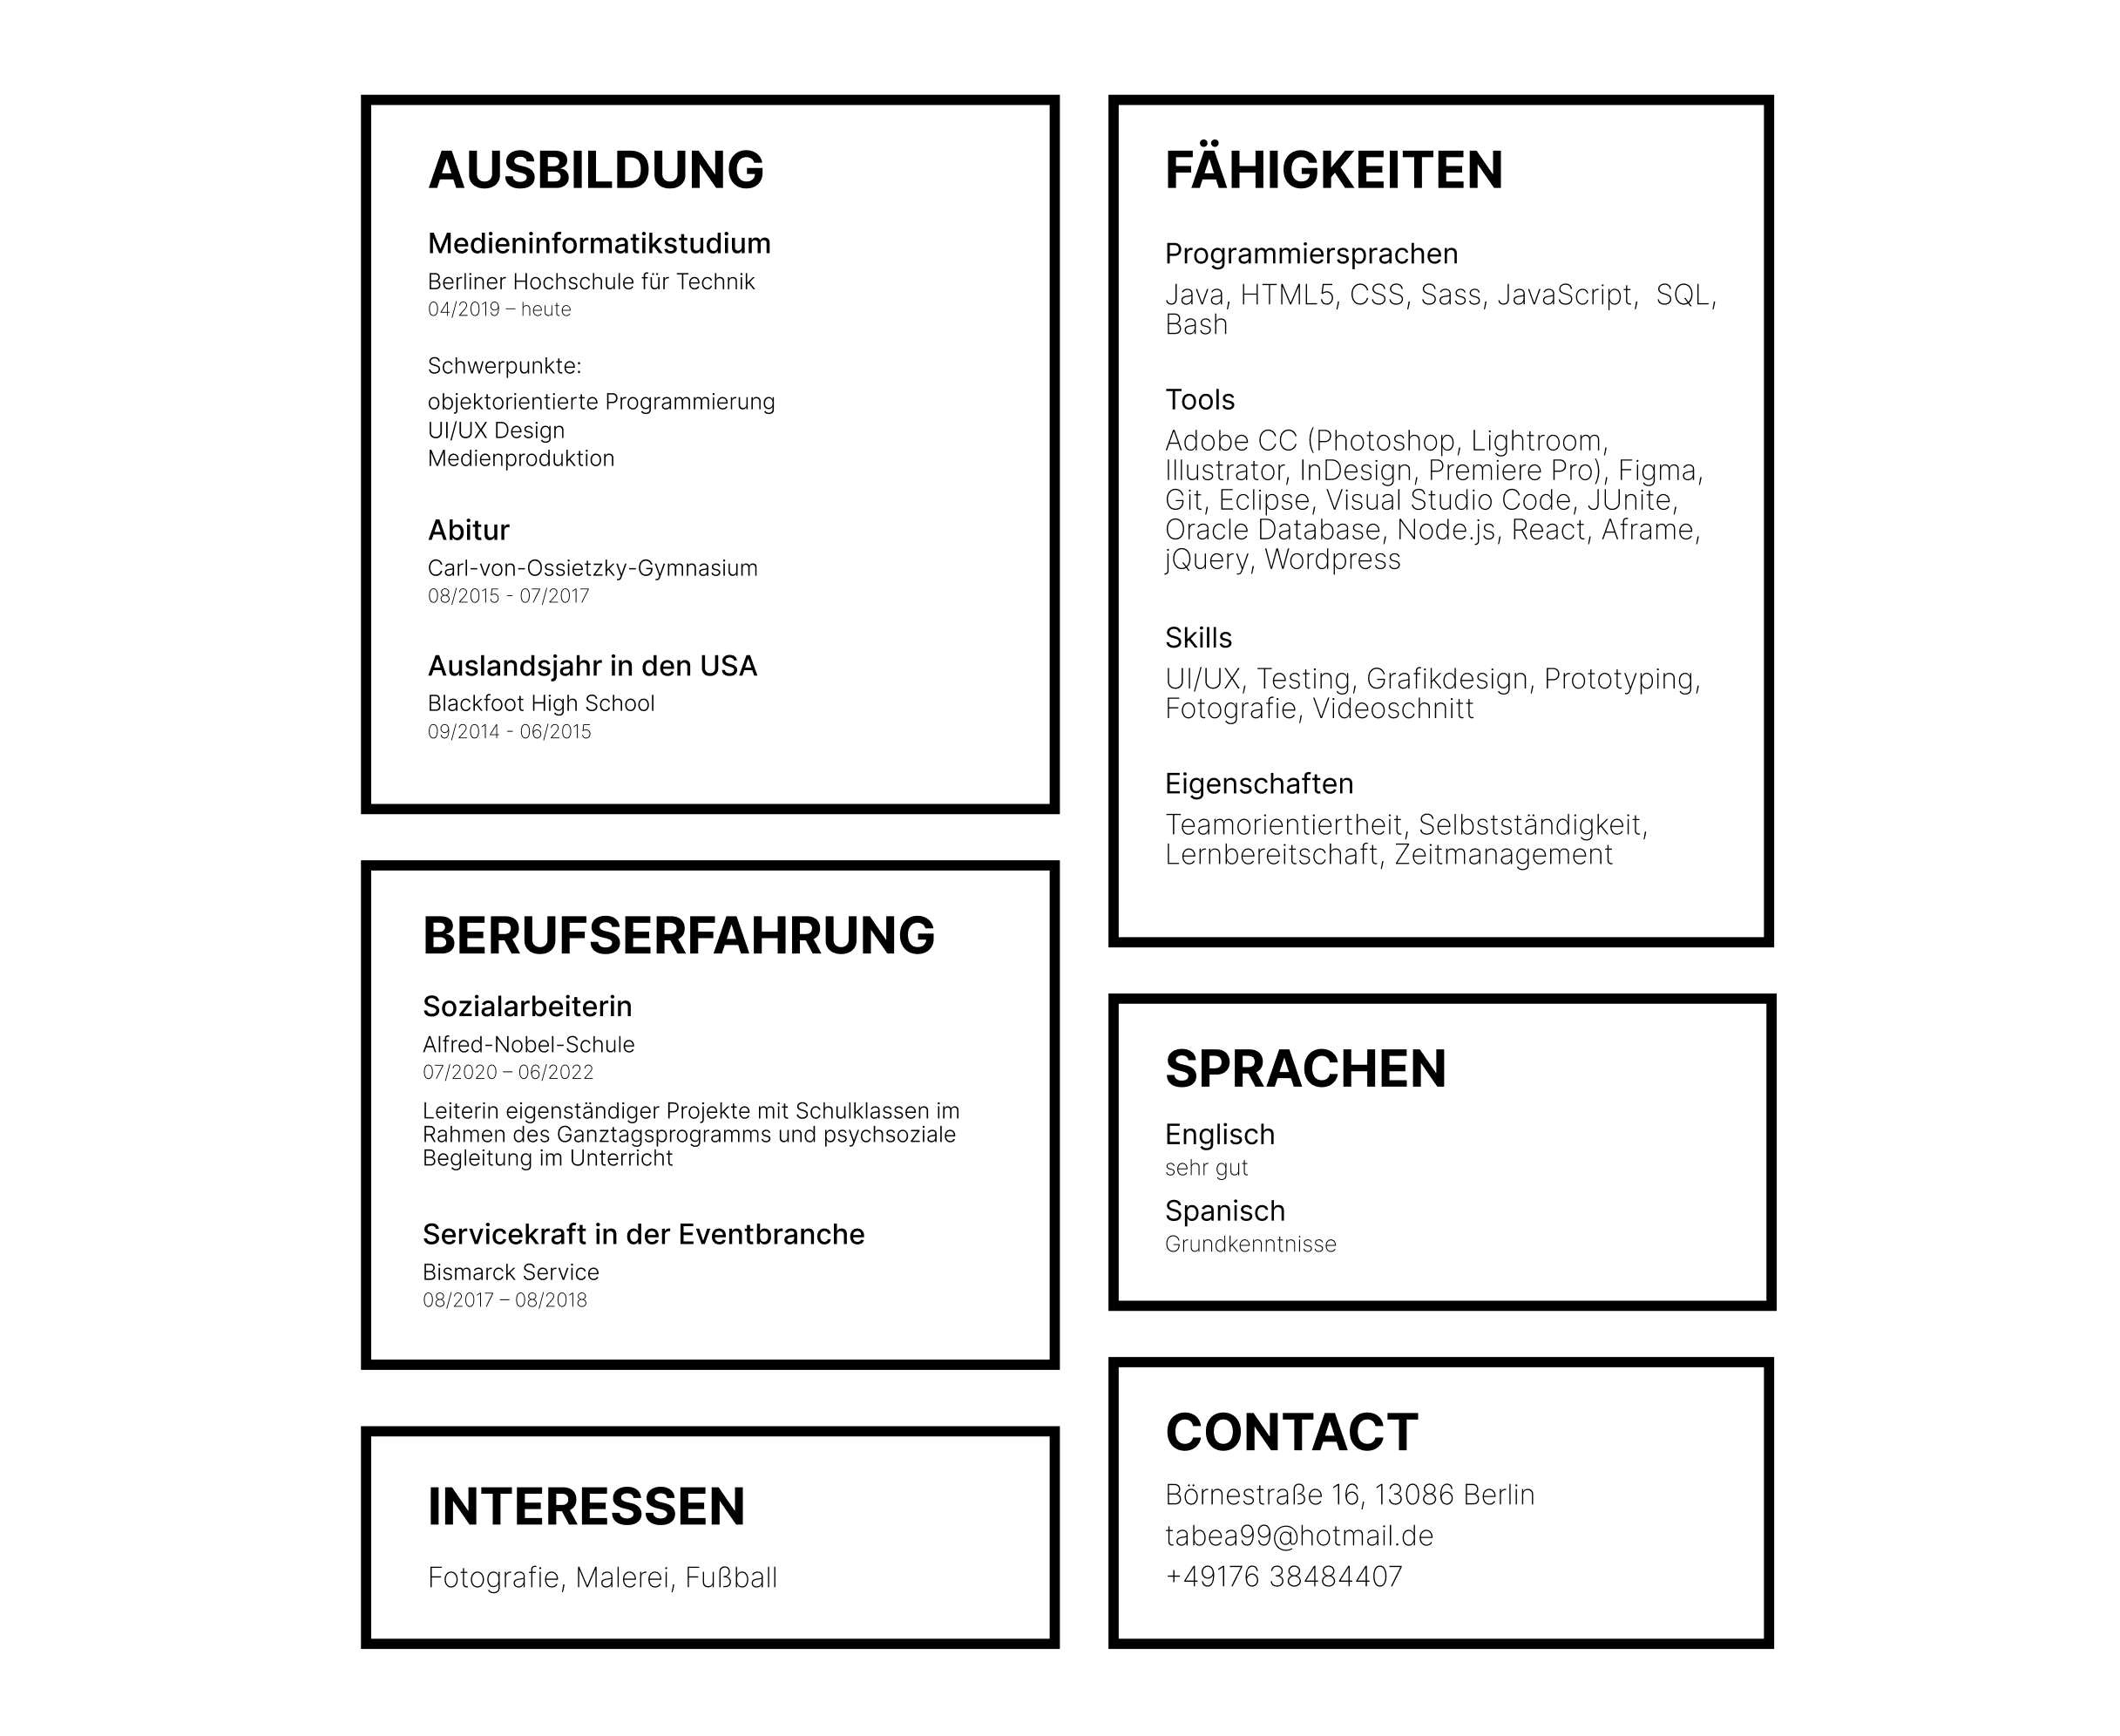 AUSBILDUNG
Medieninformatikstudium
Berliner Hochschule für Technik
04/2019 – heute
Schwerpunkte:
objektorientierte Programmierung
UI/UX Design
Medienproduktion
Abitur
Carl-von-Ossietzky-Gymnasium
08/2015 - 07/2017
Auslandsjahr in den USA
Blackfoot High School
09/2014 - 06/2015
BERUFSERFAHRUNG
Sozialarbeiterin
Alfred-Nobel-Schule
07/2020 – 06/2022
Leiterin eigenständiger Projekte mit Schulklassen im
Rahmen des Ganztagsprogramms und psychsoziale
Begleitung im Unterricht
Servicekraft in der Eventbranche
Bismarck Service
08/2017 – 08/2018
INTERESSEN
Fotografie, Malerei, Fußball
FÄHIGKEITEN
Programmiersprachen
Java, HTML5, CSS, Sass, JavaScript,  SQL,
Bash
Tools
Adobe CC (Photoshop, Lightroom,
Illustrator, InDesign, Premiere Pro), Figma,
Git, Eclipse, Visual Studio Code, JUnite,
Oracle Database, Node.js, React, Aframe,
jQuery, Wordpress
Skills
UI/UX, Testing, Grafikdesign, Prototyping,
Fotografie, Videoschnitt
Eigenschaften
Teamorientiertheit, Selbstständigkeit,
Lernbereitschaft, Zeitmanagement
SPRACHEN
Englisch
sehr gut
Spanisch
Grundkenntnisse
CONTACT
Börnestraße 16, 13086 Berlin
tabea99@hotmail.de
+49176 38484407